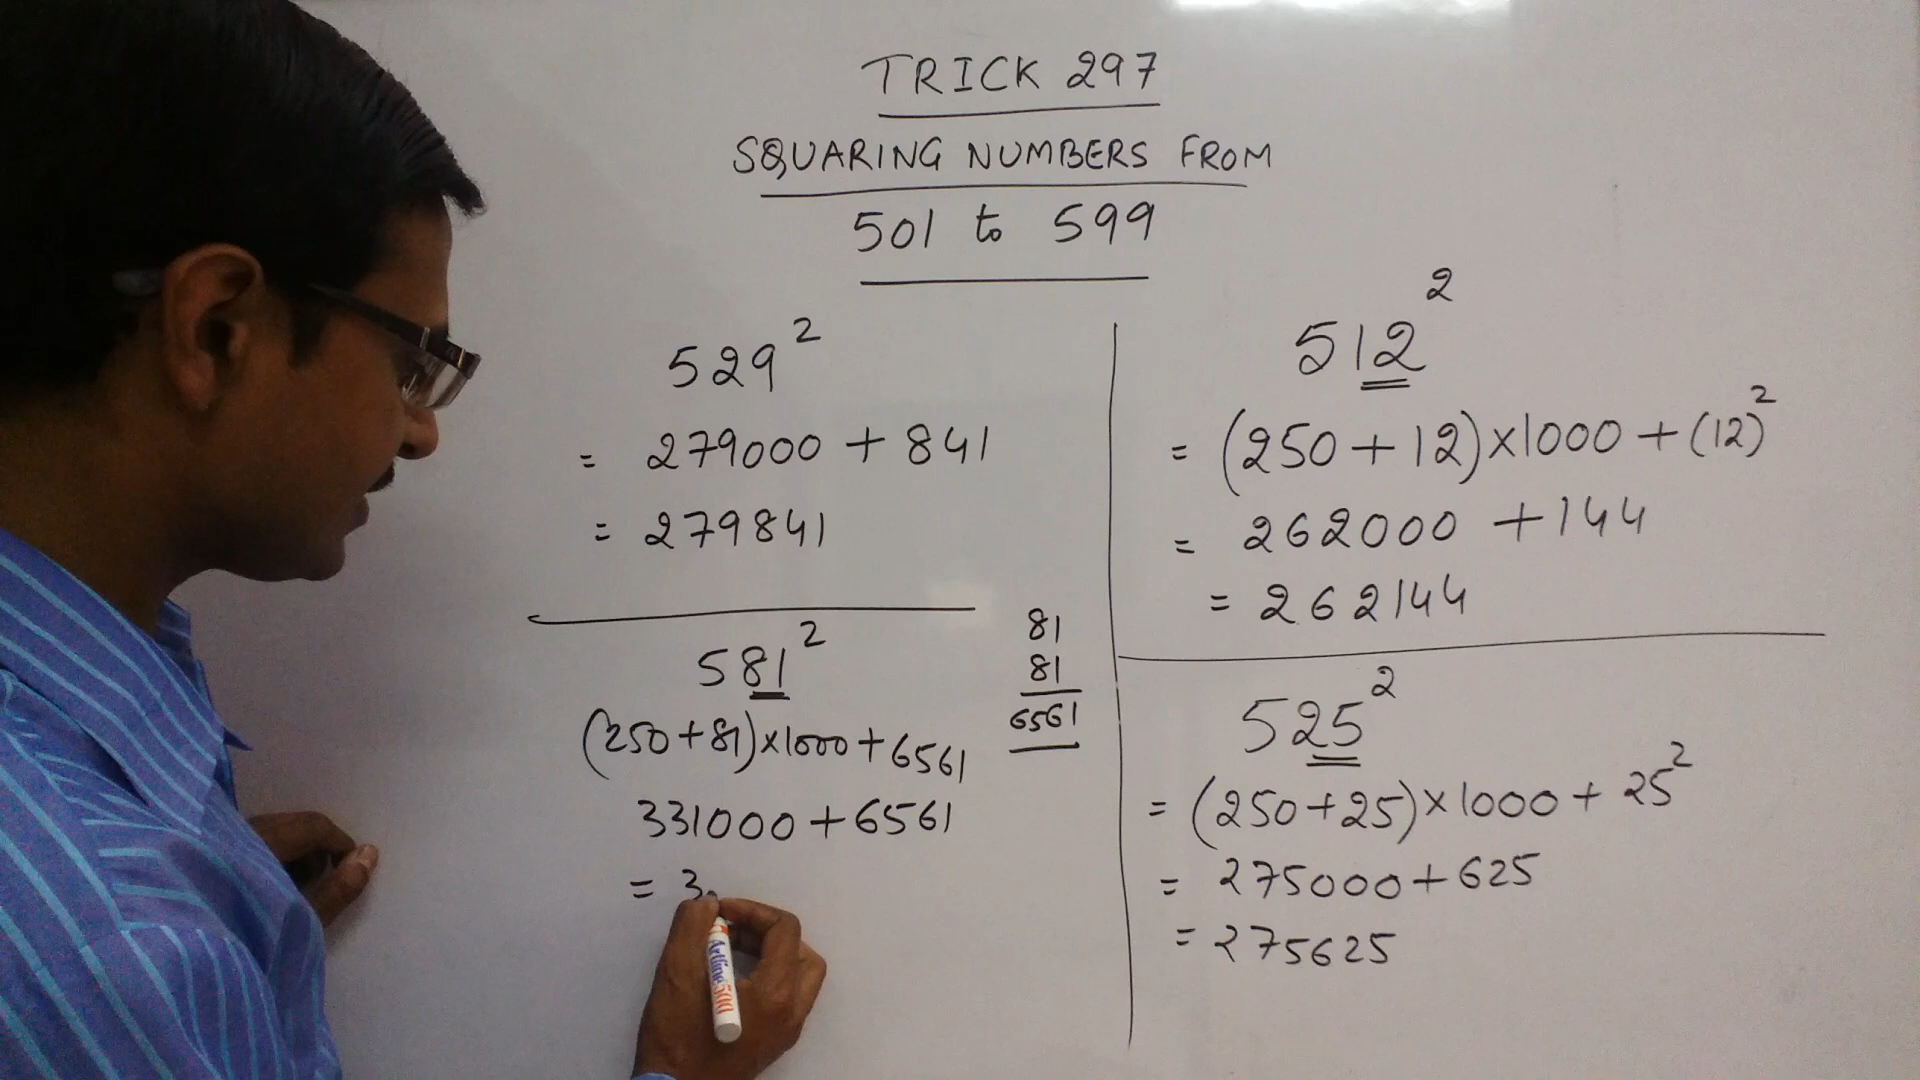 TRICK 297
SQUARING NUMBERS FROM
501 to 599
529²
= 279000 + 841
= 279841
512²
= (250 + 12) × 1000 + (12)²
= 262000 + 144
= 262144
581²
(250 + 81) × 1000 + 6561
331000 + 6561
= 3
81
81
6561
525²
= (250 + 25) × 1000 + 25²
= 275000 + 625
= 275625
Artline 500